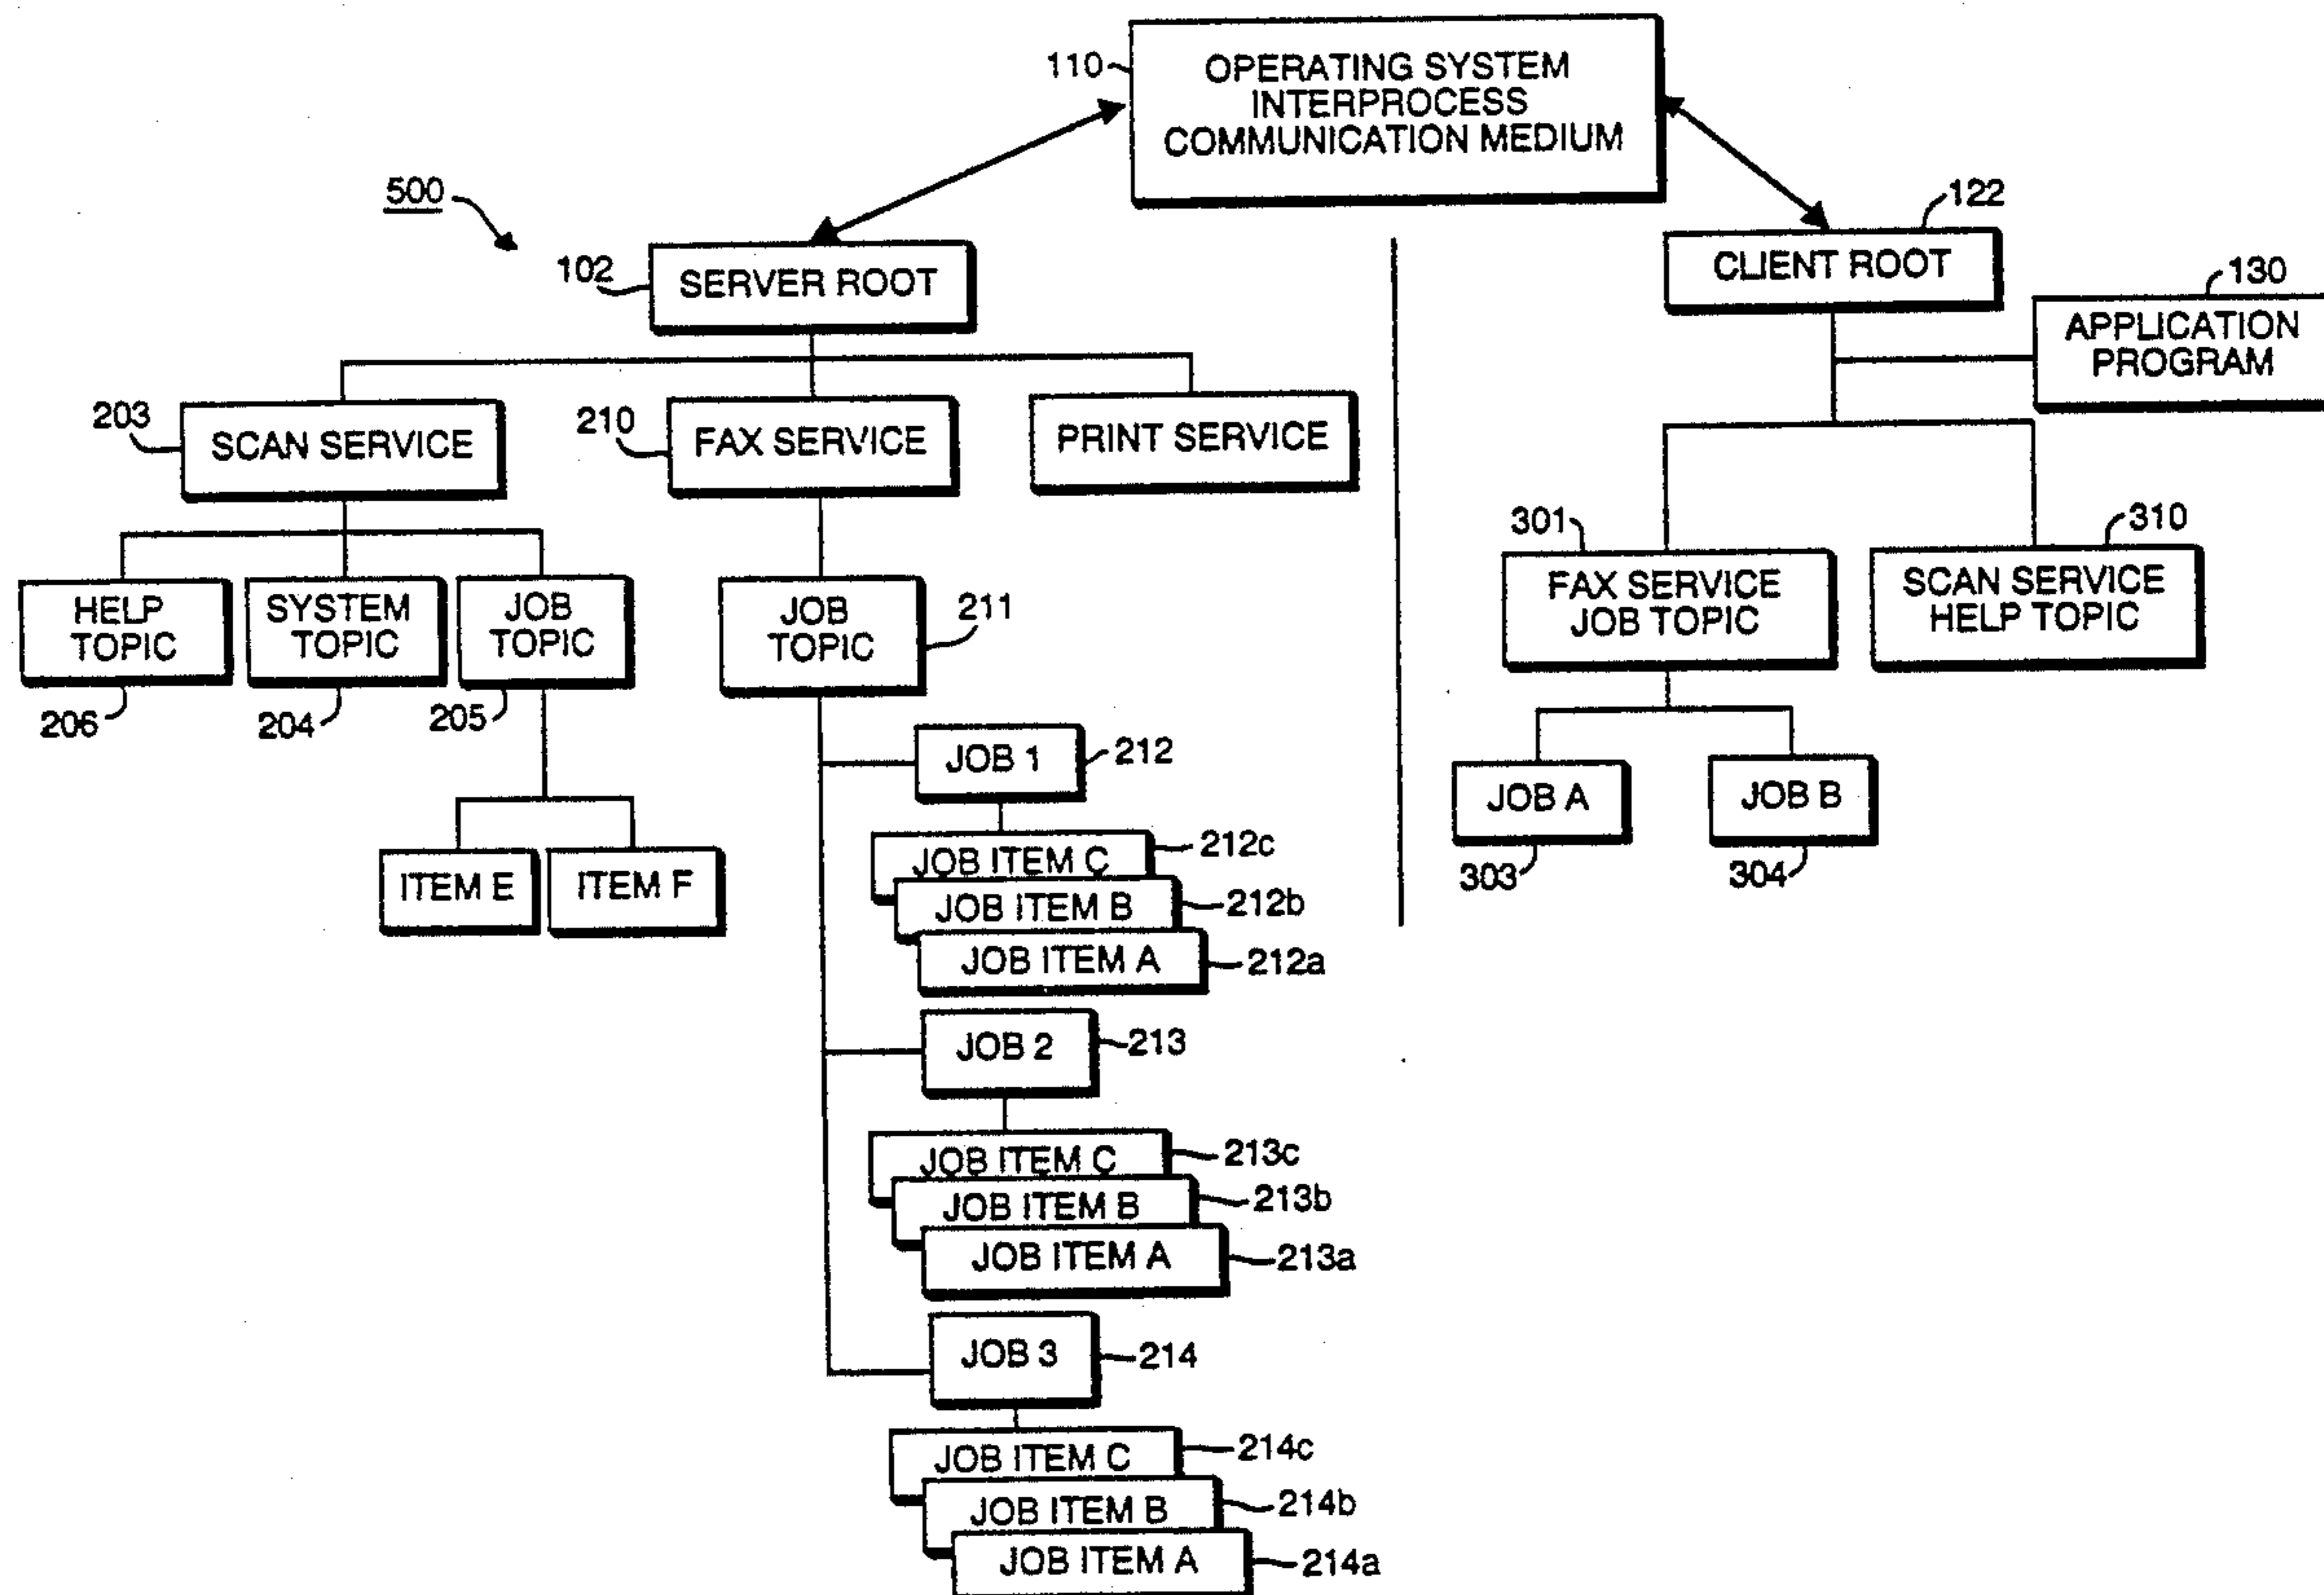 110
OPERATING SYSTEM
INTERPROCESS
COMMUNICATION MEDIUM
500
102
SERVER ROOT
122
CLIENT ROOT
130
APPLICATION
PROGRAM
203
SCAN SERVICE
210
FAX SERVICE
PRINT SERVICE
HELP
TOPIC
206
SYSTEM
TOPIC
204
JOB
TOPIC
205
JOB
TOPIC
211
301
FAX SERVICE
JOB TOPIC
310
SCAN SERVICE
HELP TOPIC
ITEM E
ITEM F
JOB 1
212
JOB ITEM C
212c
JOB ITEM B
212b
JOB ITEM A
212a
JOB 2
213
JOB ITEM C
213c
JOB ITEM B
213b
JOB ITEM A
213a
JOB 3
214
JOB ITEM C
214c
JOB ITEM B
214b
JOB ITEM A
214a
JOB A
303
JOB B
304